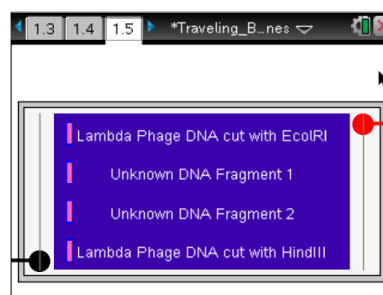 1.3 1.4 1.5 *Traveling_B...nes
Lambda Phage DNA cut with EcolRI
Unknown DNA Fragment 1
Unknown DNA Fragment 2
Lambda Phage DNA cut with HindIII